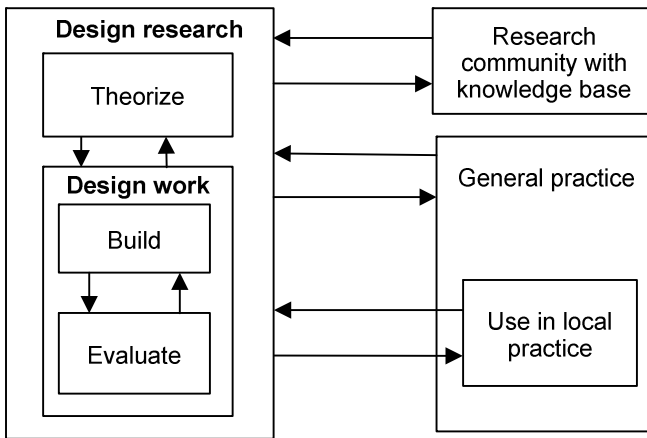 Design research
Theorize
Design work
Build
Evaluate
Research
community with
knowledge base
General practice
Use in local
practice